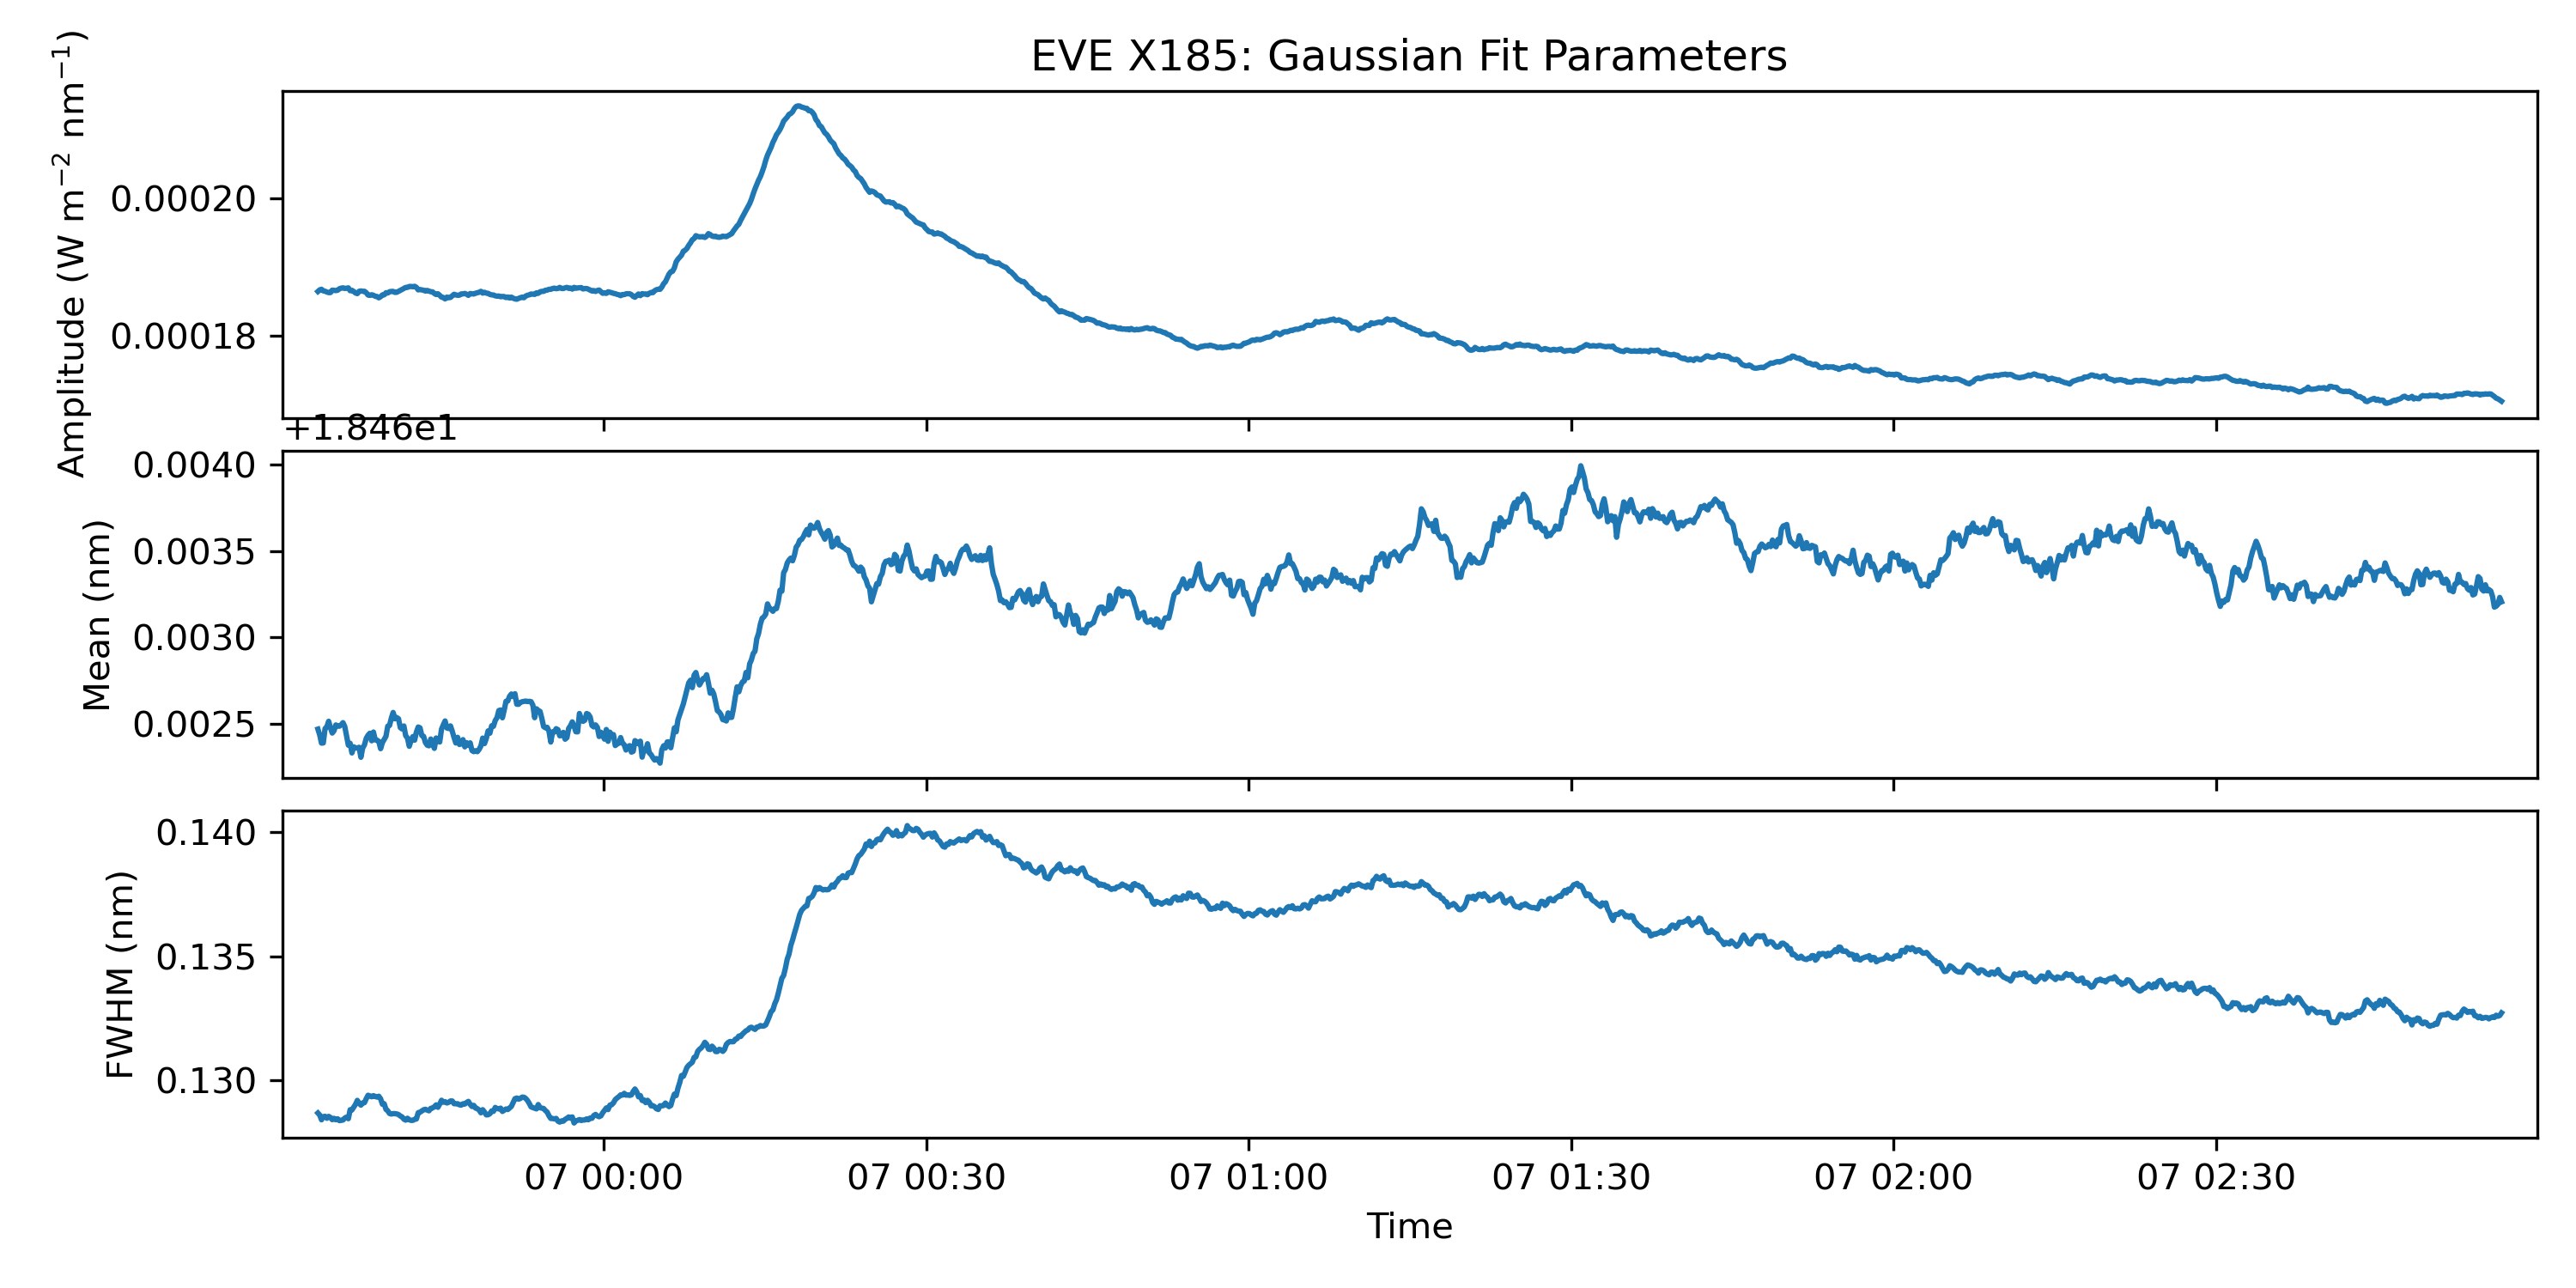 EVE X185: Gaussian Fit Parameters
Amplitude (W m⁻² nm⁻¹)
0.00020
0.00018
+1.846e1
Mean (nm)
0.0040
0.0035
0.0030
0.0025
FWHM (nm)
0.140
0.135
0.130
07 00:00 07 00:30 07 01:00 07 01:30 07 02:00 07 02:30
Time